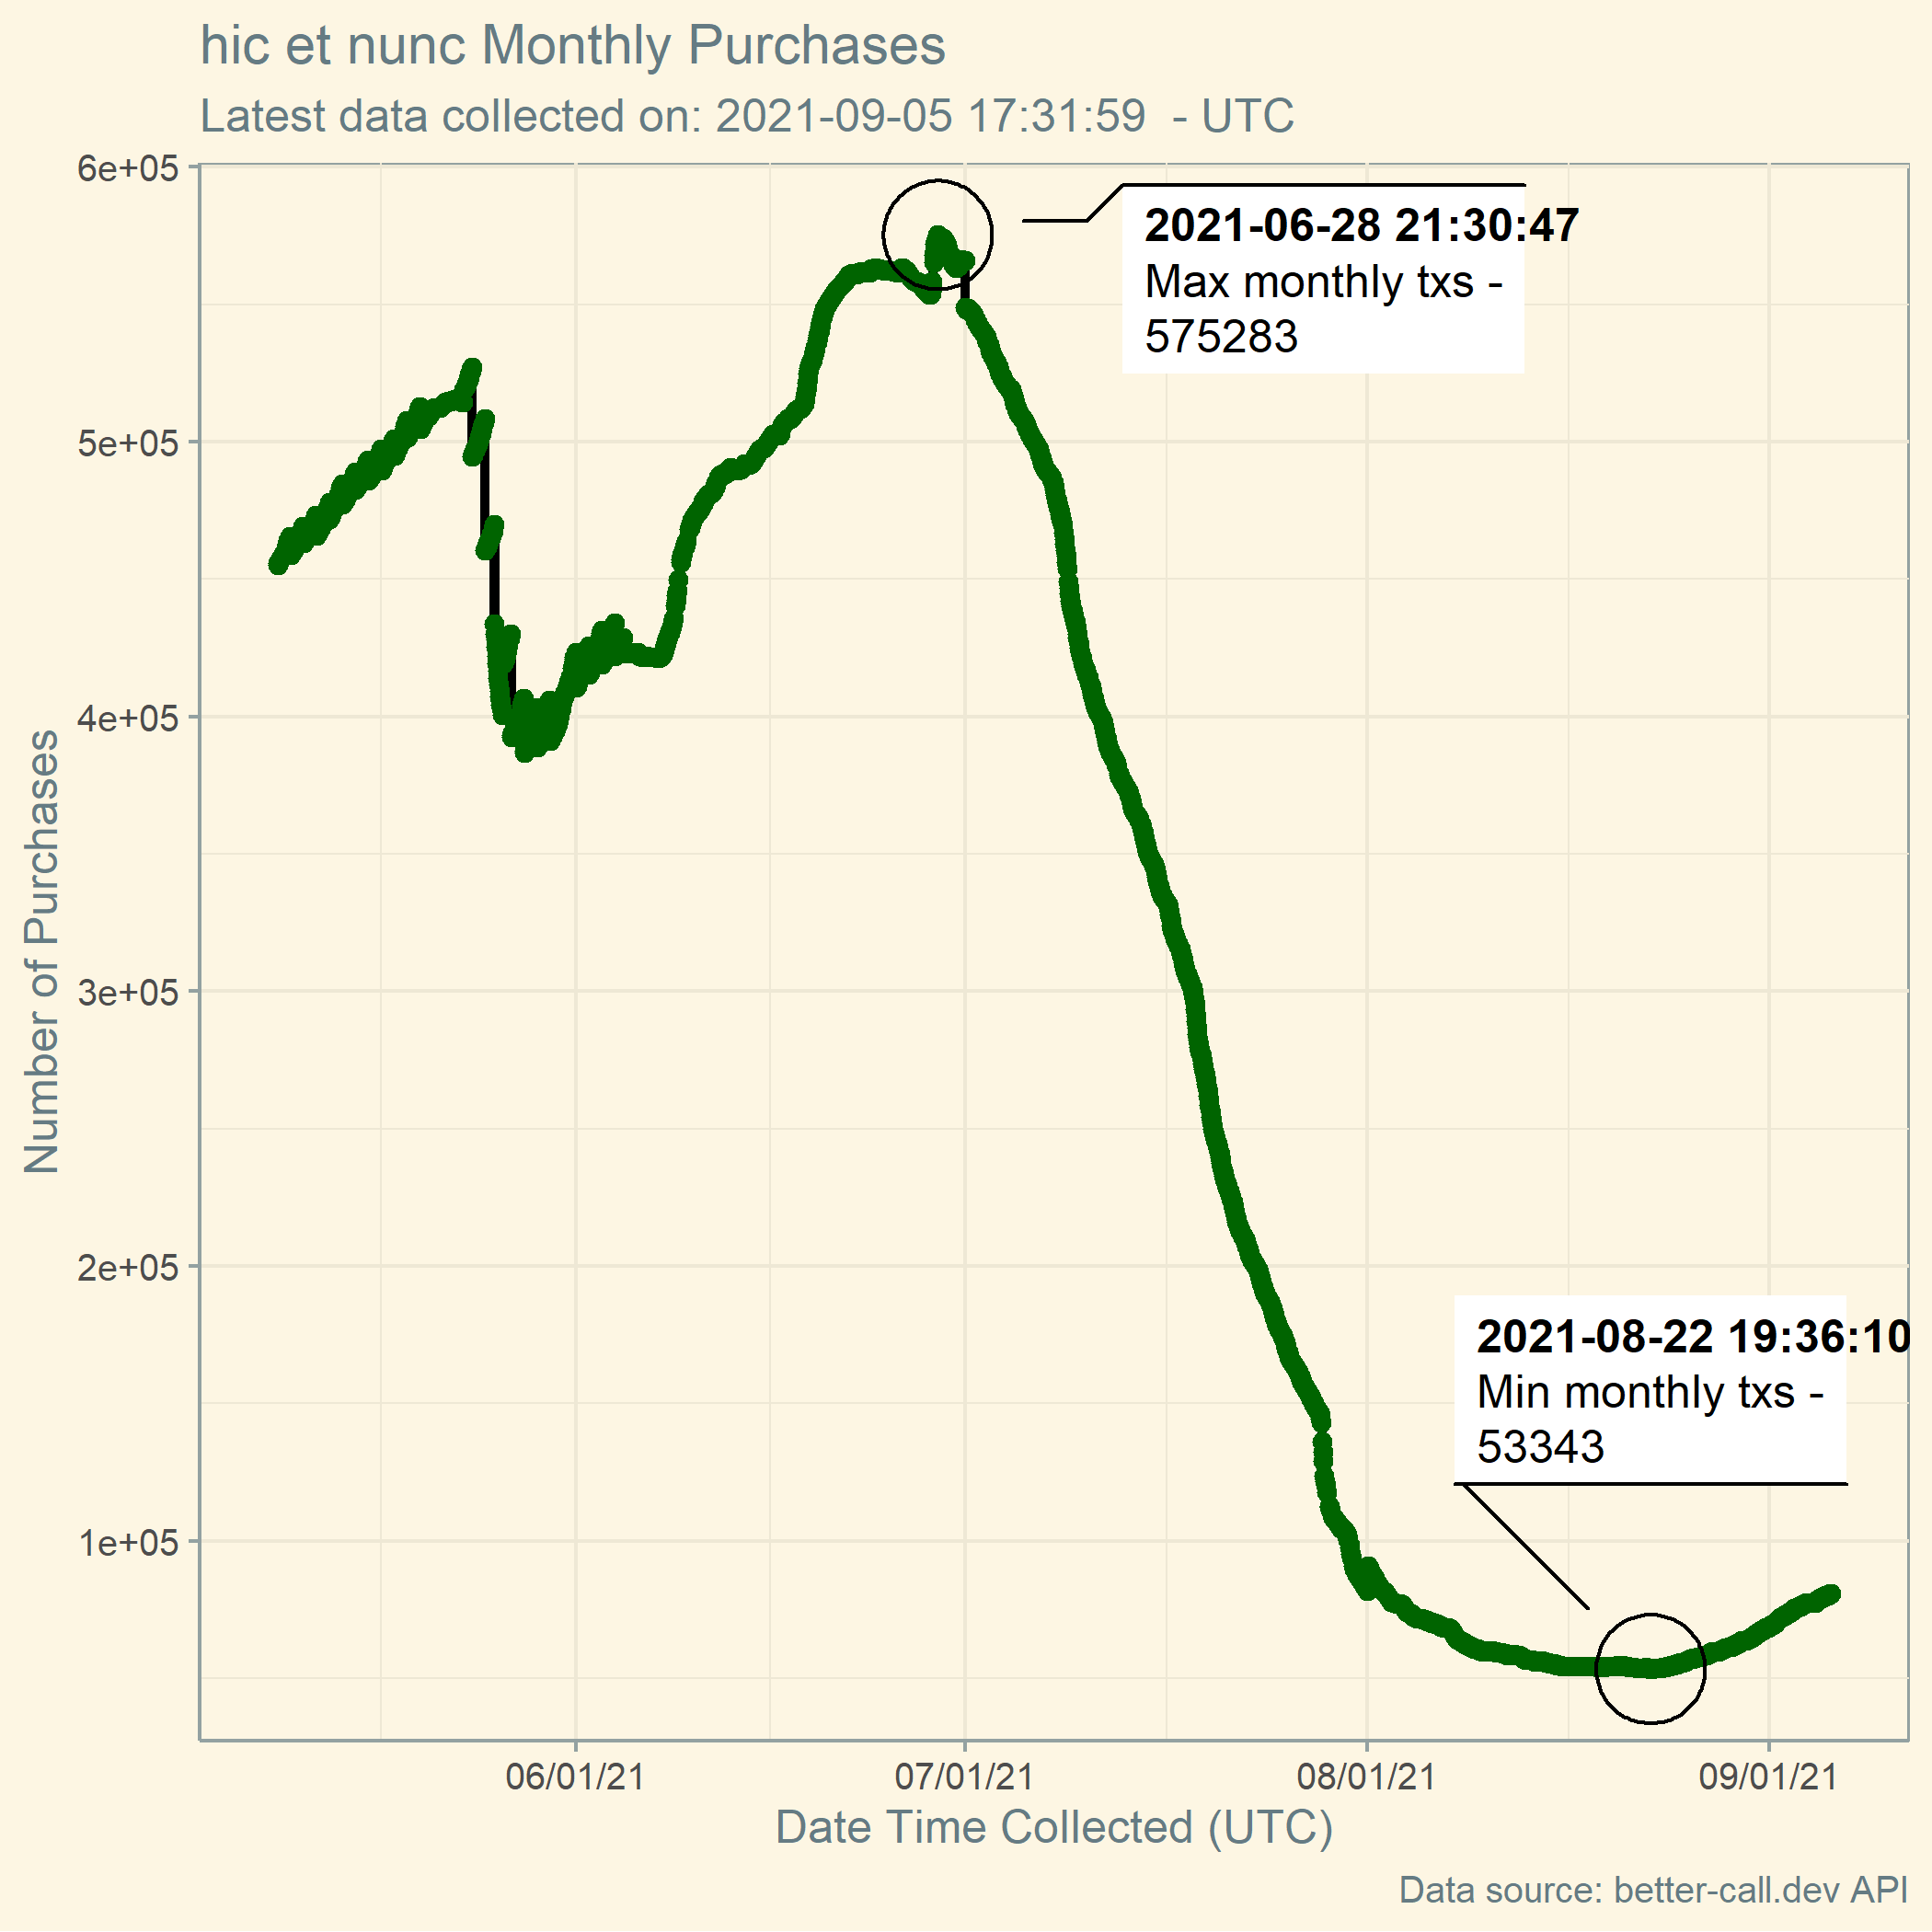 hic et nunc Monthly Purchases
Latest data collected on: 2021-09-05 17:31:59  - UTC
6e+05
5e+05
4e+05
3e+05
2e+05
1e+05
Number of Purchases
2021-06-28 21:30:47
Max monthly txs -
575283
2021-08-22 19:36:10
Min monthly txs -
53343
06/01/21
07/01/21
08/01/21
09/01/21
Date Time Collected (UTC)
Data source: better-call.dev API